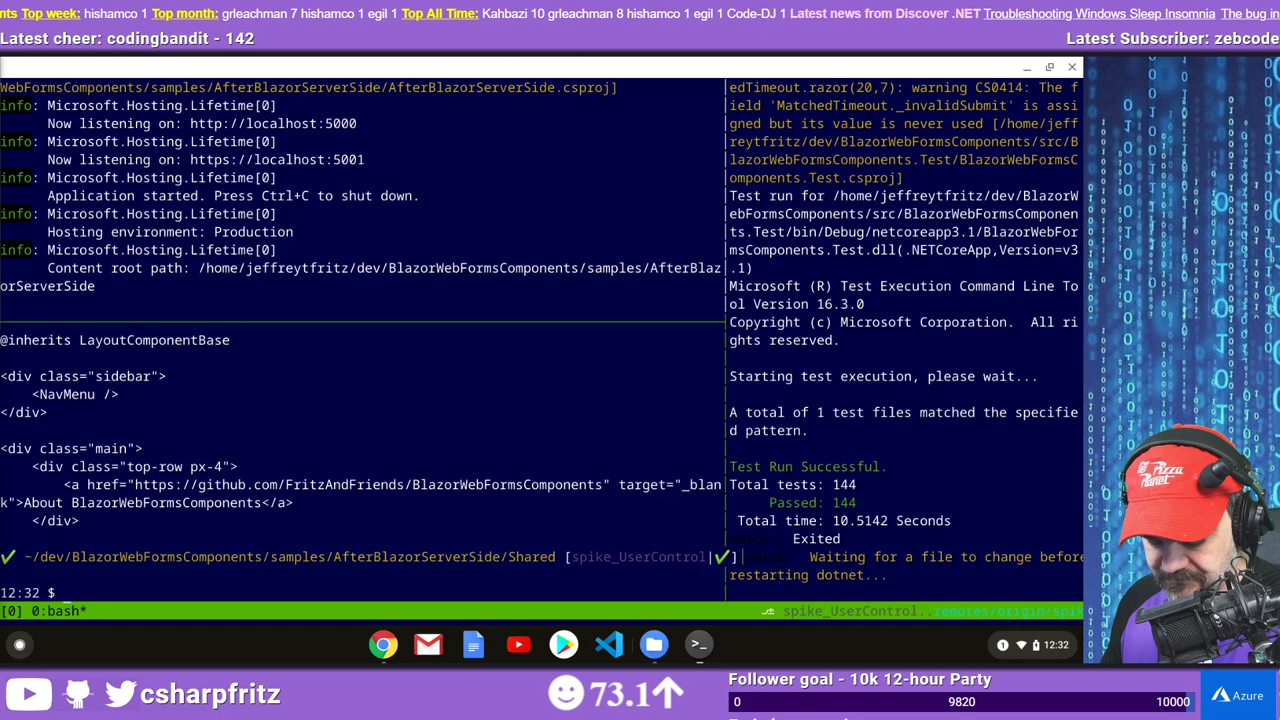 nts Top week: hishamco 1 Top month: grleachman 7 hishamco 1 egil 1 Top All Time: Kahbazi 10 grleachman 8 hishamco 1 egil 1 Code-DJ 1 Latest news from Discover .NET Troubleshooting Windows Sleep Insomnia The bug in
Latest cheer: codingbandit - 142
Latest Subscriber: zebcode
WebFormsComponents/samples/AfterBlazorServerSide/AfterBlazorServerSide.csproj]
info: Microsoft.Hosting.Lifetime[0]
Now listening on: http://localhost:5000
info: Microsoft.Hosting.Lifetime[0]
Now listening on: https://localhost:5001
info: Microsoft.Hosting.Lifetime[0]
Application started. Press Ctrl+C to shut down.
info: Microsoft.Hosting.Lifetime[0]
Hosting environment: Production
info: Microsoft.Hosting.Lifetime[0]
Content root path: /home/jeffreytfritz/dev/BlazorWebFormsComponents/samples/AfterBlaz
orServerSide
@inherits LayoutComponentBase
<div class="sidebar">
<NavMenu />
</div>
<div class="main">
<div class="top-row px-4">
<a href="https://github.com/FritzAndFriends/BlazorWebFormsComponents" target="_blan
k">About BlazorWebFormsComponents</a>
</div>
✔ ~/dev/BlazorWebFormsComponents/samples/AfterBlazorServerSide/Shared [spike_UserControl|✔]
12:32 $
edTimeout.razor(20,7): warning CS0414: The f
ield 'MatchedTimeout._invalidSubmit' is assi
gned but its value is never used [/home/jeff
reytfritz/dev/BlazorWebFormsComponents/src/B
lazorWebFormsComponents.Test/BlazorWebFormsC
omponents.Test.csproj]
Test run for /home/jeffreytfritz/dev/BlazorW
ebFormsComponents/src/BlazorWebFormsComponen
ts.Test/bin/Debug/netcoreapp3.1/BlazorWebFor
msComponents.Test.dll(.NETCoreApp,Version=v3
.1)
Microsoft (R) Test Execution Command Line To
ol Version 16.3.0
Copyright (c) Microsoft Corporation.  All ri
ghts reserved.
Starting test execution, please wait...
A total of 1 test files matched the specifie
d pattern.
Test Run Successful.
Total tests: 144
Passed: 144
Total time: 10.5142 Seconds
watch : Exited
watch : Waiting for a file to change before
restarting dotnet...
[0] 0:bash*
spike_UserControl..remotes/origin/spik
1 12:32
Pizza Planet
csharpfritz
73.1↑
Follower goal - 10k 12-hour Party
0 9820 10000
Azure